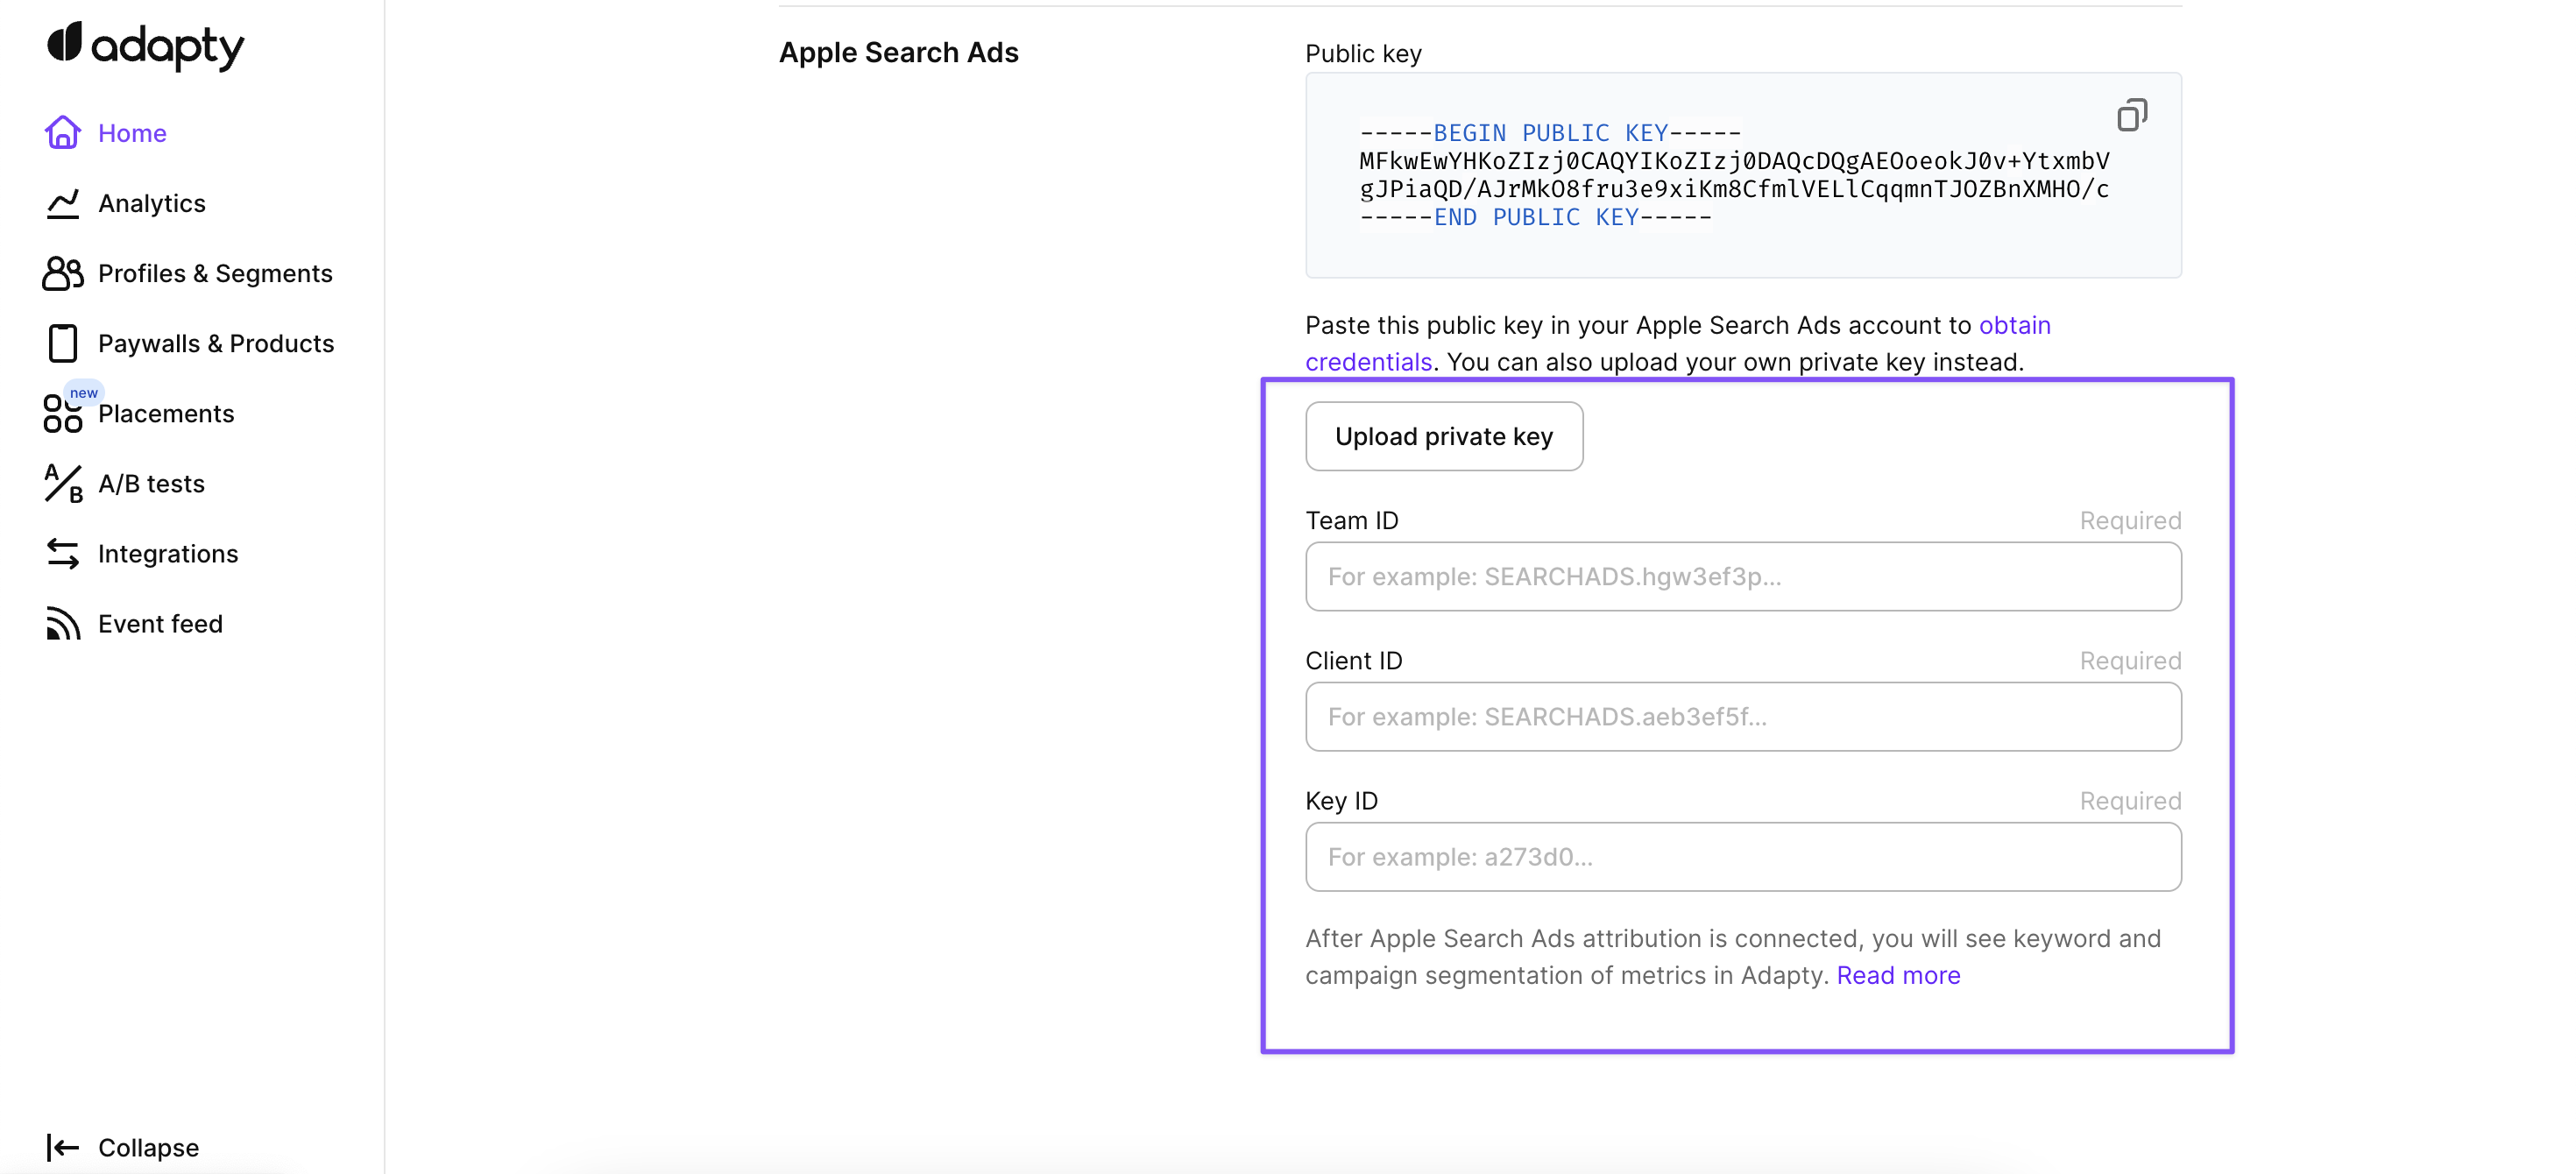 adapty
Home
Analytics
Profiles & Segments
Paywalls & Products
new
Placements
A/B tests
Integrations
Event feed
Collapse
Apple Search Ads
Public key
-----BEGIN PUBLIC KEY-----
MFkwEwYHKoZIzj0CAQYIKoZIzj0DAQcDQgAEOoeokJ0v+YtxmbV
gJPiaQD/AJrMkO8fru3e9xiKm8CfmlVELlCqqmnTJOZBnXMHO/c
-----END PUBLIC KEY-----
Paste this public key in your Apple Search Ads account to obtain
credentials. You can also upload your own private key instead.
Upload private key
Team ID Required
For example: SEARCHADS.hgw3ef3p...
Client ID Required
For example: SEARCHADS.aeb3ef5f...
Key ID Required
For example: a273d0...
After Apple Search Ads attribution is connected, you will see keyword and
campaign segmentation of metrics in Adapty. Read more